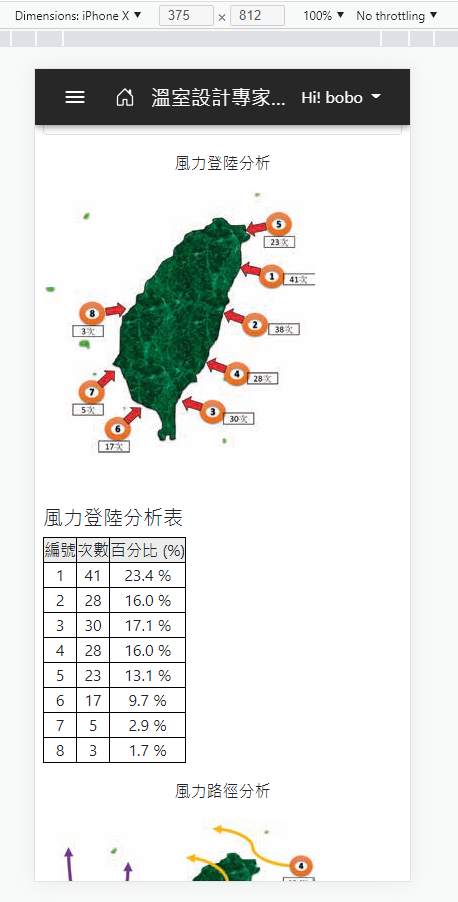 Dimensions: iPhone X ▼ 375 × 812 100% ▼ No throttling ▼
溫室設計專家... Hi! bobo
風力登陸分析
5
23次
1
41次
8
3次
2
38次
4
28次
7
5次
3
30次
6
17次
風力登陸分析表
編號 次數 百分比 (%)
1 41 23.4 %
2 28 16.0 %
3 30 17.1 %
4 28 16.0 %
5 23 13.1 %
6 17 9.7 %
7 5 2.9 %
8 3 1.7 %
風力路徑分析
4